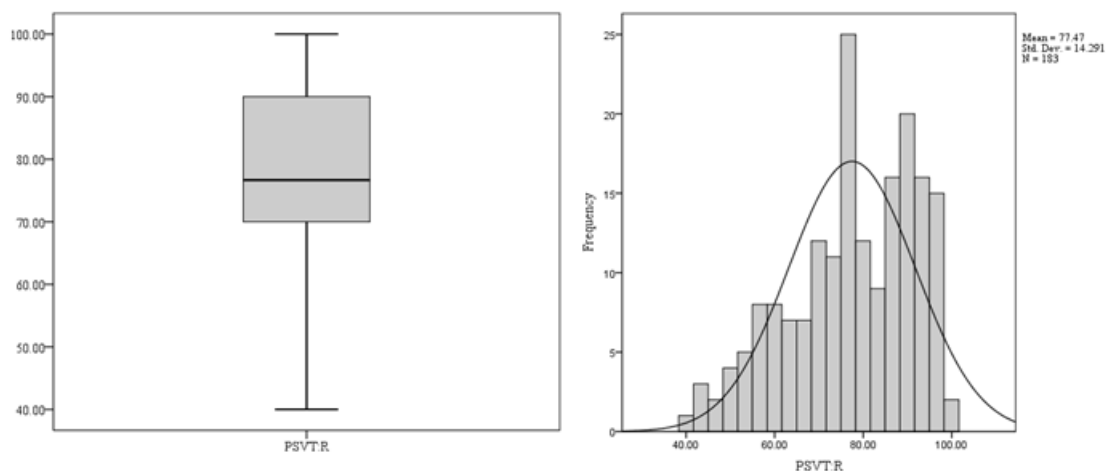 100.00
90.00
80.00
70.00
60.00
50.00
40.00
PSVT:R
Frequency
25
20
15
10
5
0
40.00 60.00 80.00 100.00
PSVT:R
Mean = 77.47
Std. Dev. = 14.291
N = 183